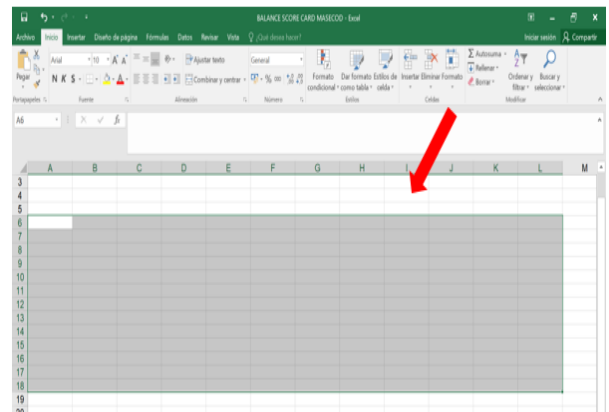 BALANCE SCORE CARD MASECOD - Excel
Archivo Inicio Insertar Diseño de página Fórmulas Datos Revisar Vista ¿Qué desea hacer? Iniciar sesión Compartir
Pegar
Arial 10 A A
N K S
Ajustar texto
Combinar y centrar
General
% 000
Formato condicional
Dar formato como tabla
Estilos de celda
Insertar Eliminar Formato
Σ Autosuma
Rellenar
Borrar
Ordenar y filtrar
Buscar y seleccionar
Portapapeles Fuente Alineación Número Estilos Celdas Modificar
A6 fx
A B C D E F G H I J K L M
3
4
5
6
7
8
9
10
11
12
13
14
15
16
17
18
19
20